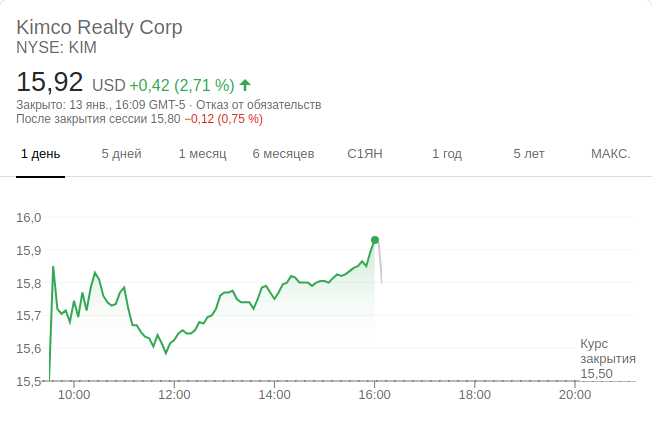 Kimco Realty Corp
NYSE: KIM
15,92 USD +0,42 (2,71 %)
Закрыто: 13 янв., 16:09 GMT-5 · Отказ от обязательств
После закрытия сессии 15,80 −0,12 (0,75 %)
1 день 5 дней 1 месяц 6 месяцев С1ЯН 1 год 5 лет МАКС.
16,0
15,9
15,8
15,7
15,6
Курс
закрытия
15,50
15,5
10:00 12:00 14:00 16:00 18:00 20:00